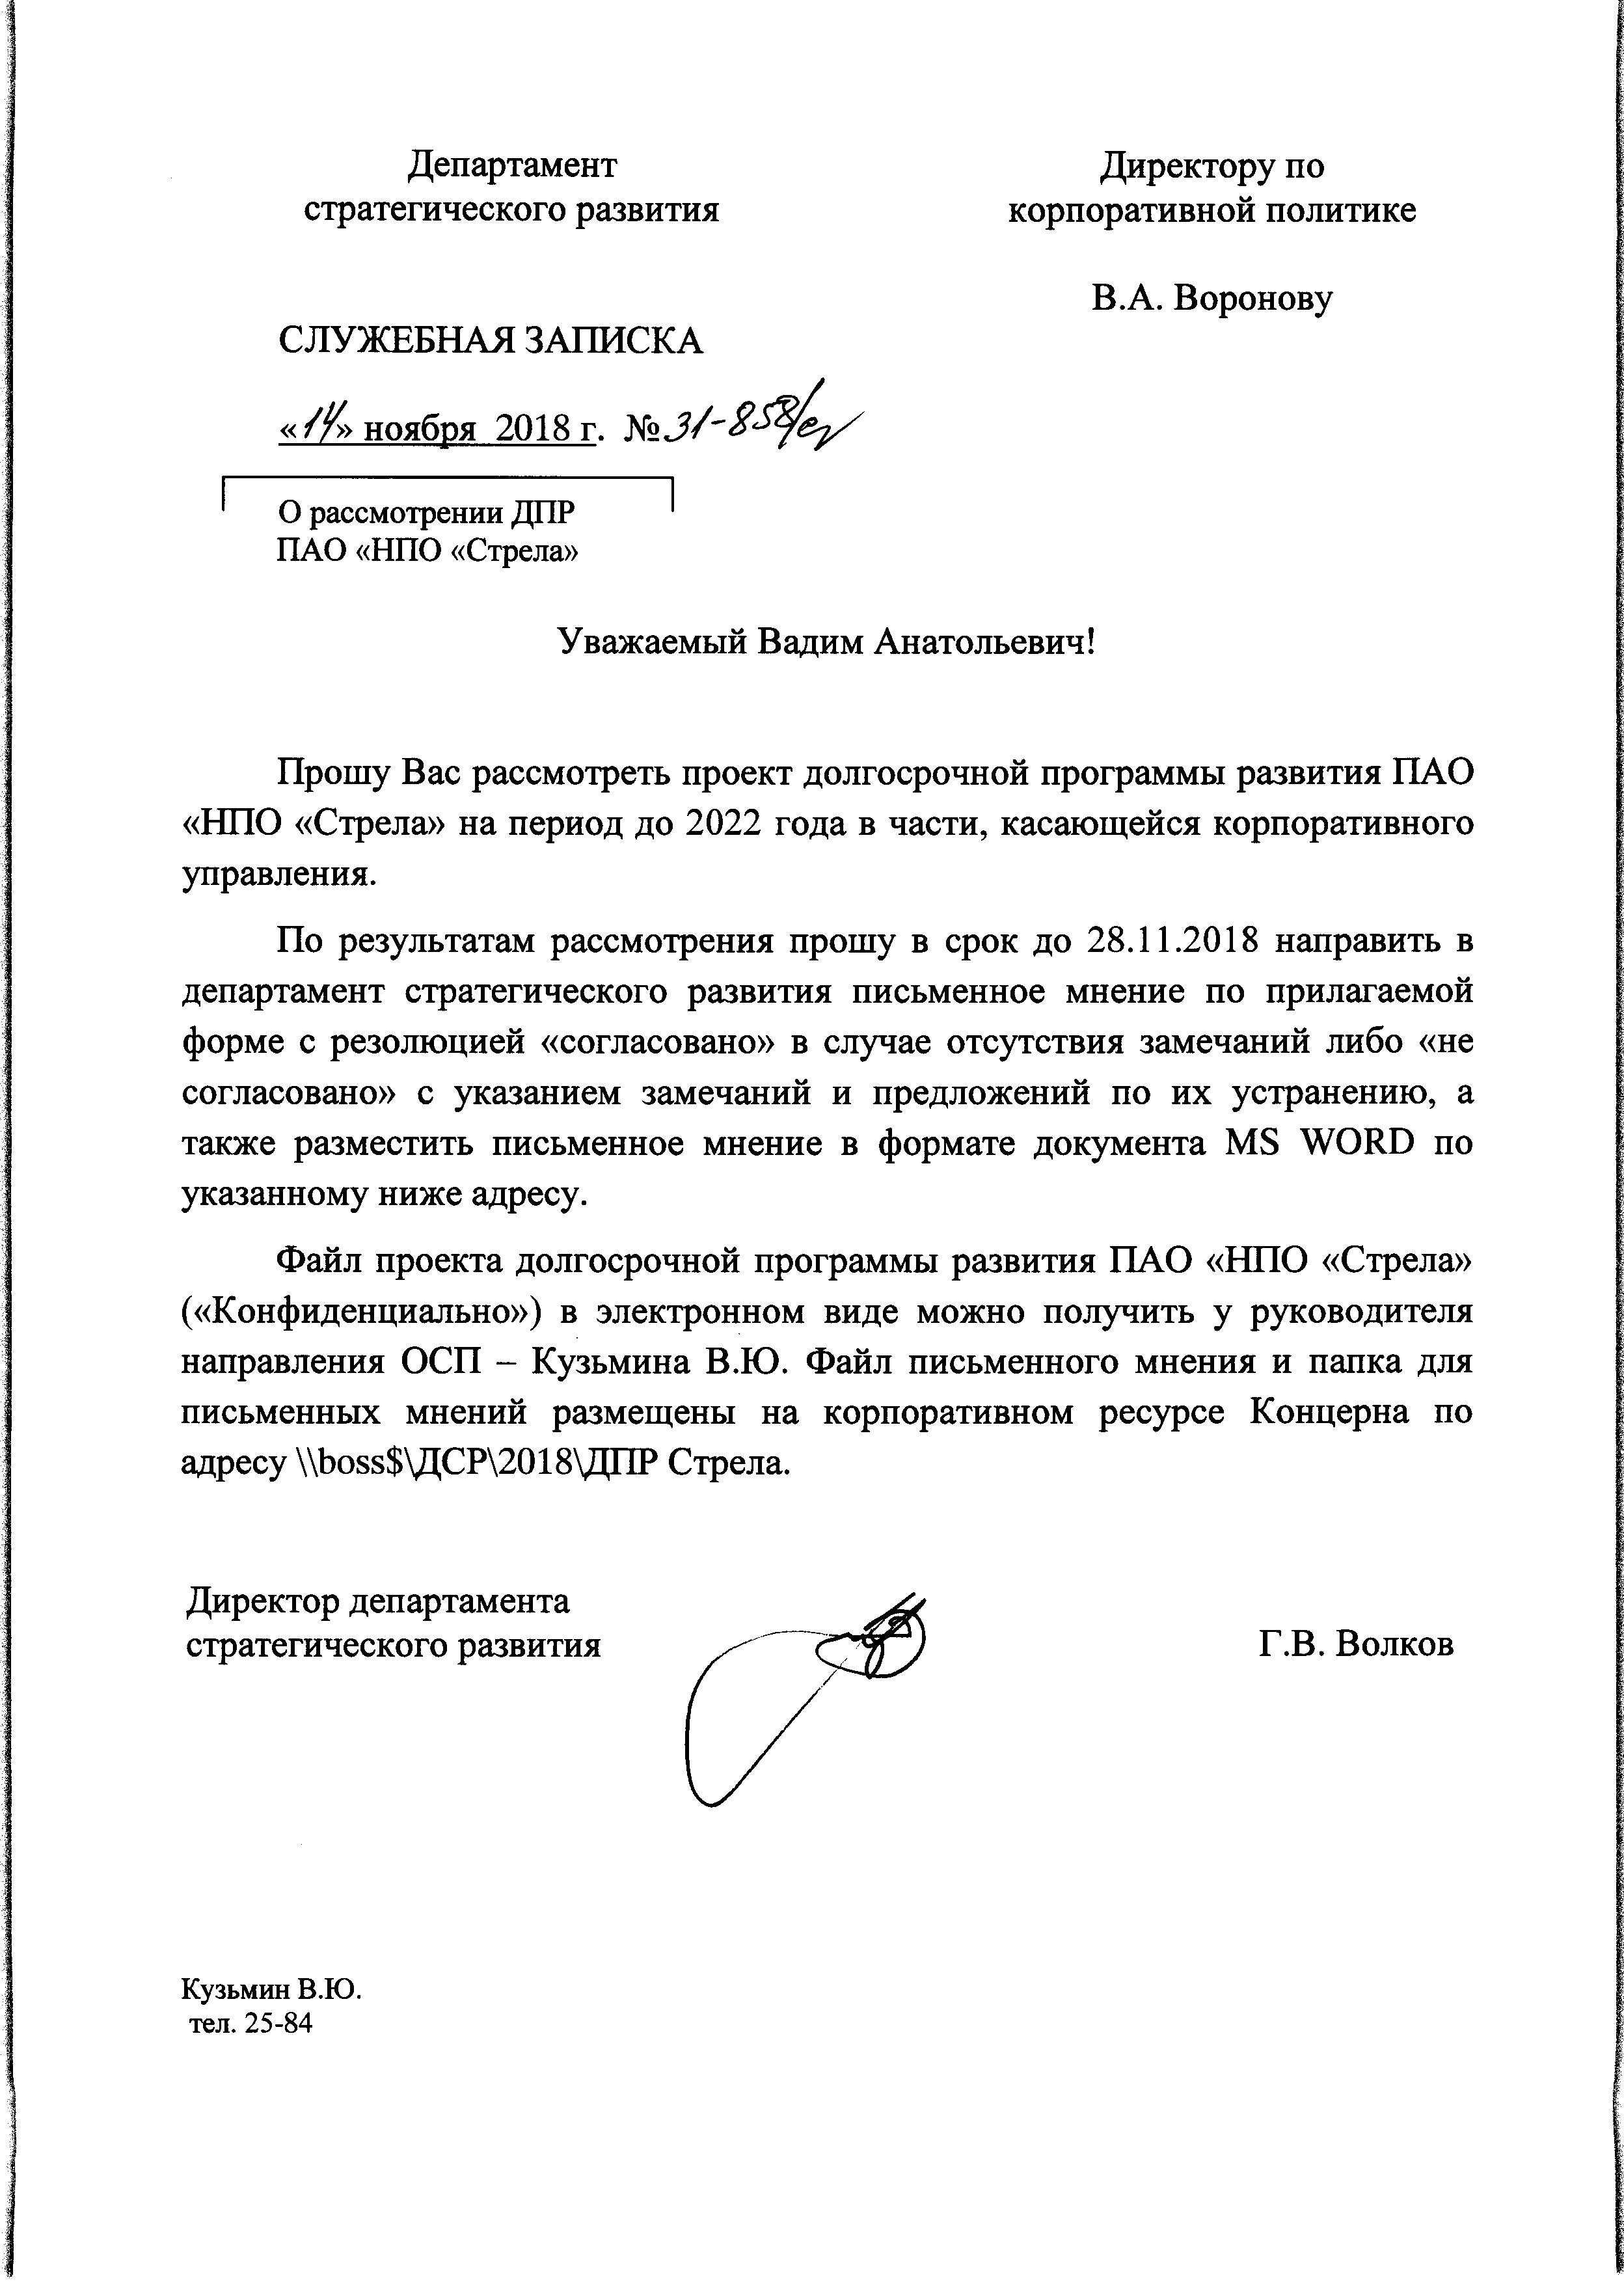 Департамент
стратегического развития
Директору по
корпоративной политике
В.А. Воронову
СЛУЖЕБНАЯ ЗАПИСКА
«14» ноября 2018 г. № 31-858/
О рассмотрении ДПР
ПАО «НПО «Стрела»
Уважаемый Вадим Анатольевич!
Прошу Вас рассмотреть проект долгосрочной программы развития ПАО
«НПО «Стрела» на период до 2022 года в части, касающейся корпоративного
управления.
По результатам рассмотрения прошу в срок до 28.11.2018 направить в
департамент стратегического развития письменное мнение по прилагаемой
форме с резолюцией «согласовано» в случае отсутствия замечаний либо «не
согласовано» с указанием замечаний и предложений по их устранению, а
также разместить письменное мнение в формате документа MS WORD по
указанному ниже адресу.
Файл проекта долгосрочной программы развития ПАО «НПО «Стрела»
(«Конфиденциально») в электронном виде можно получить у руководителя
направления ОСП – Кузьмина В.Ю. Файл письменного мнения и папка для
письменных мнений размещены на корпоративном ресурсе Концерна по
адресу \\boss$\ДСР\2018\ДПР Стрела.
Директор департамента
стратегического развития
Г.В. Волков
Кузьмин В.Ю.
тел. 25-84